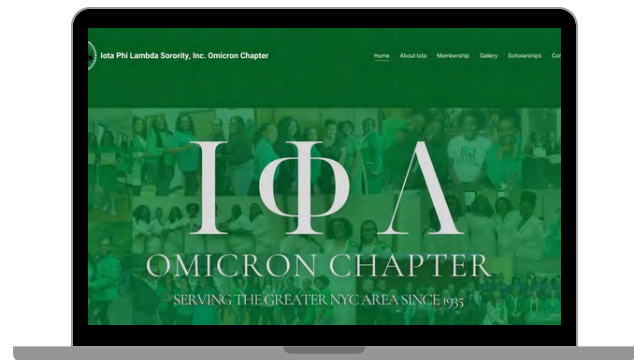 Iota Phi Lambda Sorority, Inc. Omicron Chapter
Home About Iota Membership Gallery Scholarships
Ι Φ Λ
OMICRON CHAPTER
SERVING THE GREATER NYC AREA SINCE 1935